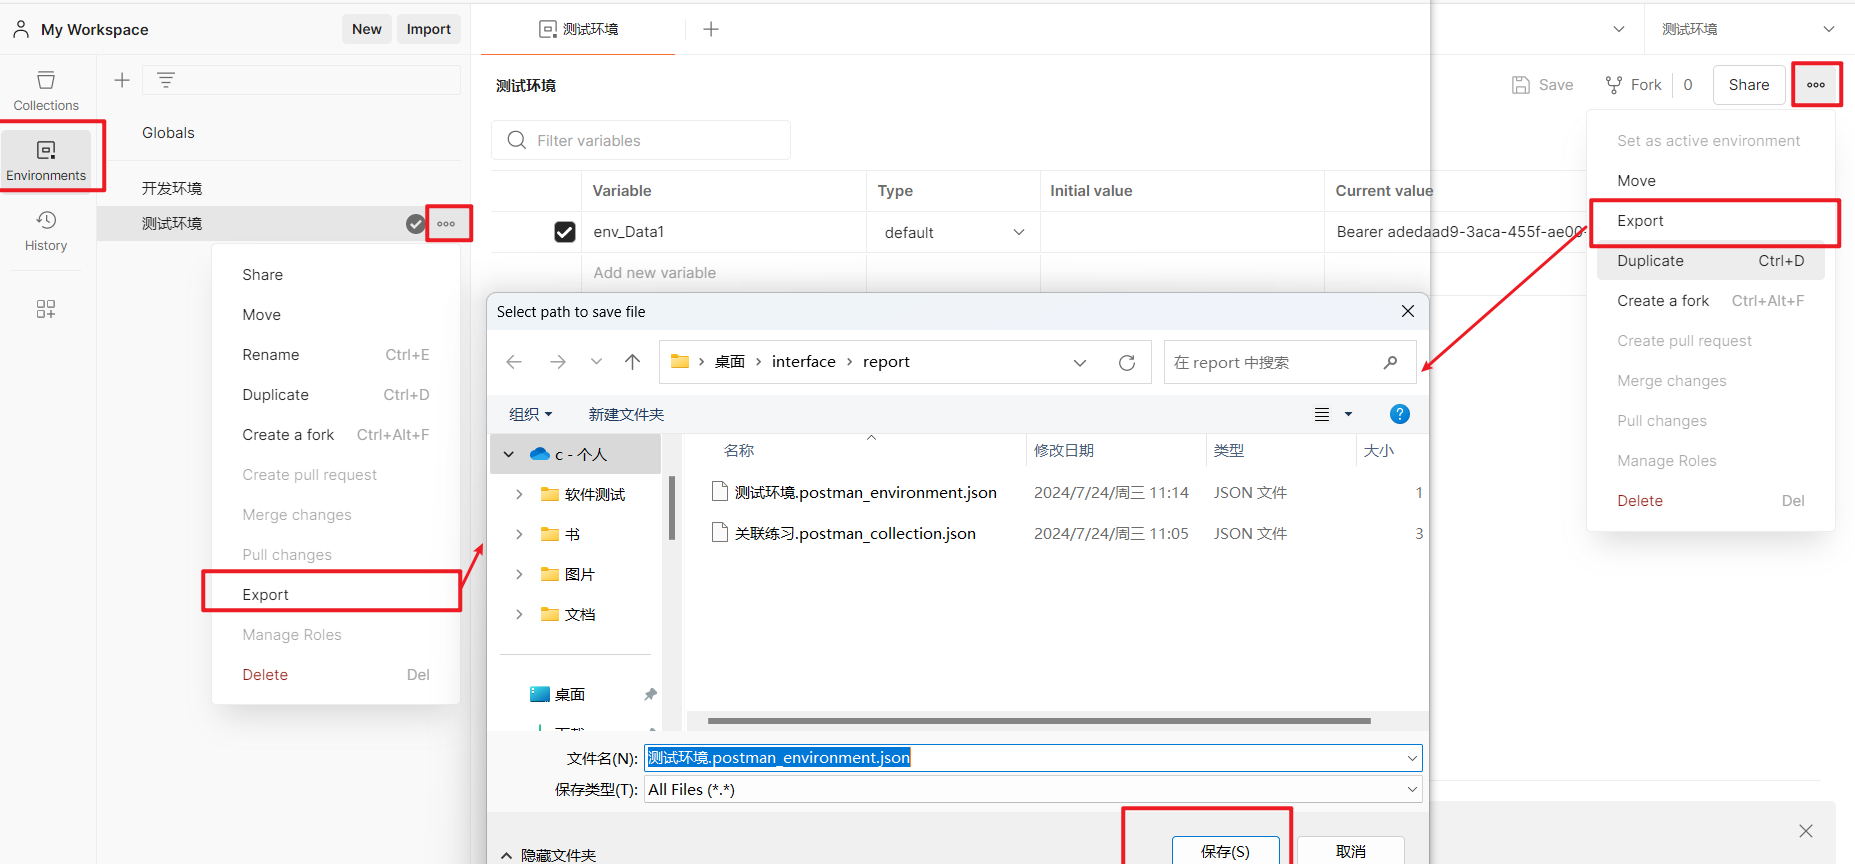 My Workspace
New
Import
测试环境
测试环境
Collections
Environments
History
Globals
开发环境
测试环境
Share
Move
Rename Ctrl+E
Duplicate Ctrl+D
Create a fork Ctrl+Alt+F
Create pull request
Merge changes
Pull changes
Export
Manage Roles
Delete Del
测试环境
Save
Fork 0
Share
Filter variables
Variable Type Initial value Current value
env_Data1 default Bearer adedaad9-3aca-455f-ae00-
Add new variable
Set as active environment
Move
Export
Duplicate Ctrl+D
Create a fork Ctrl+Alt+F
Create pull request
Merge changes
Pull changes
Manage Roles
Delete Del
Select path to save file
桌面 › interface › report
在 report 中搜索
组织
新建文件夹
c - 个人
软件测试
书
图片
文档
桌面
名称 修改日期 类型 大小
测试环境.postman_environment.json 2024/7/24/周三 11:14 JSON 文件 1
关联练习.postman_collection.json 2024/7/24/周三 11:05 JSON 文件 3
文件名(N): 测试环境.postman_environment.json
保存类型(T): All Files (*.*)
隐藏文件夹
保存(S)
取消